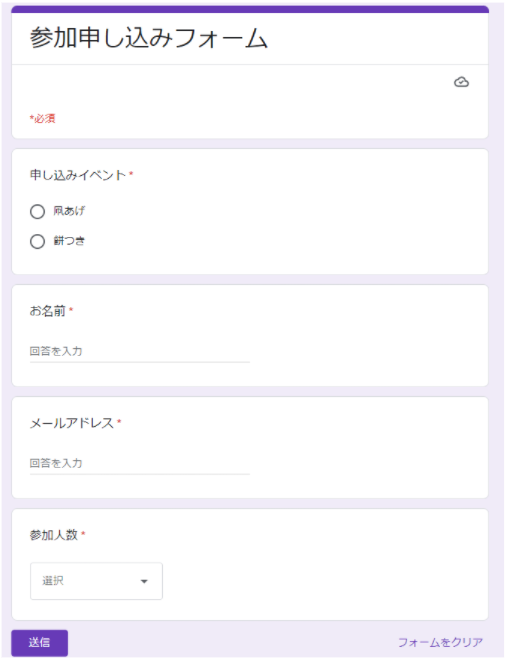 参加申し込みフォーム
*必須
申し込みイベント *
凧あげ
餅つき
お名前 *
回答を入力
メールアドレス *
回答を入力
参加人数 *
選択
送信
フォームをクリア